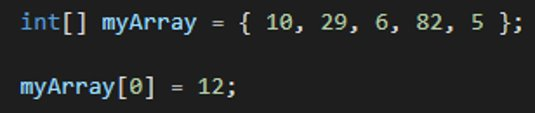 int[] myArray = { 10, 29, 6, 82, 5 };
myArray[0] = 12;